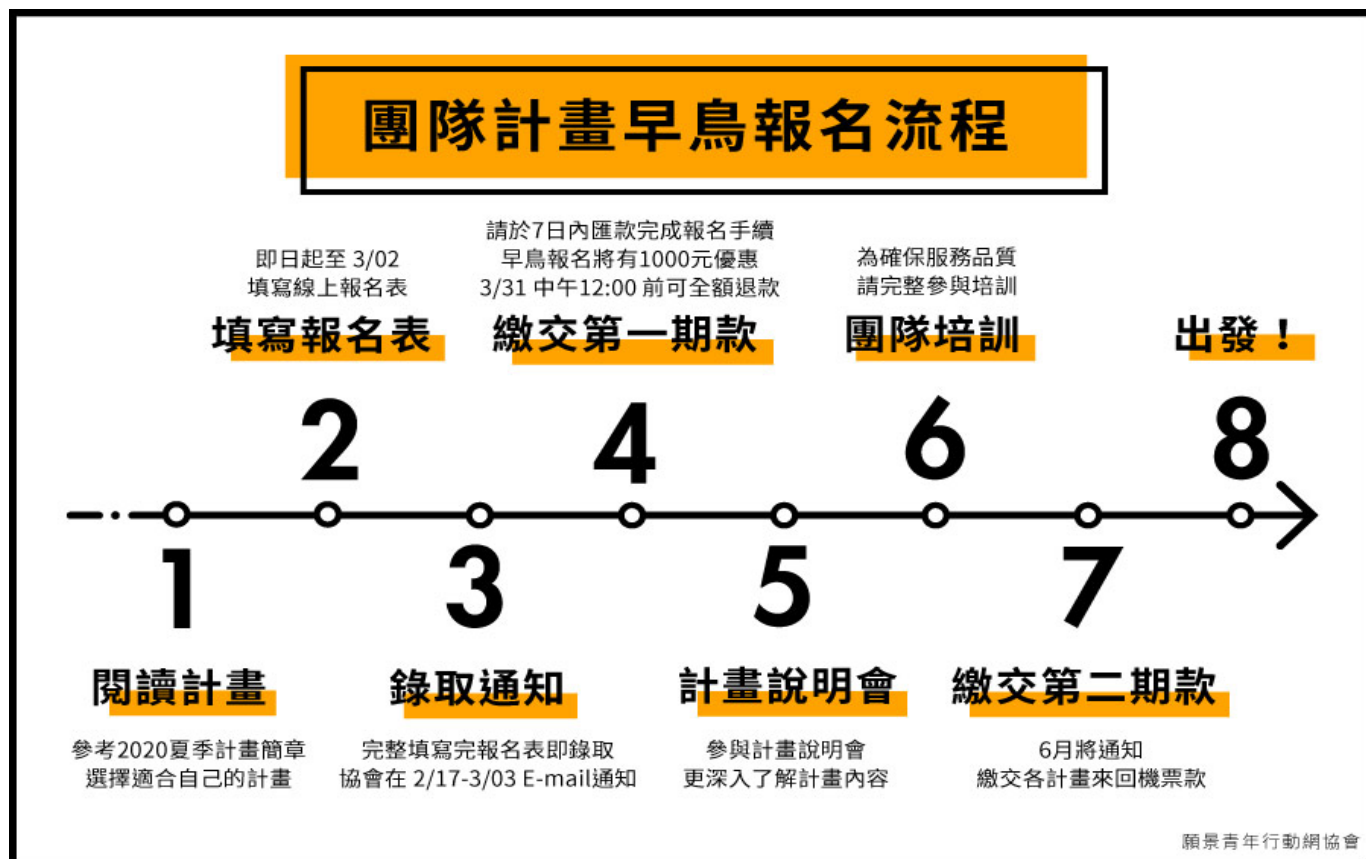 團隊計畫早鳥報名流程
即日起至 3/02
填寫線上報名表
填寫報名表
2
請於7日內匯款完成報名手續
早鳥報名將有1000元優惠
3/31 中午12:00 前可全額退款
繳交第一期款
4
為確保服務品質
請完整參與培訓
團隊培訓
6
出發！
8
1
閱讀計畫
參考2020夏季計畫簡章
選擇適合自己的計畫
3
錄取通知
完整填寫完報名表即錄取
協會在 2/17-3/03 E-mail通知
5
計畫說明會
參與計畫說明會
更深入了解計畫內容
7
繳交第二期款
6月將通知
繳交各計畫來回機票款
願景青年行動網協會